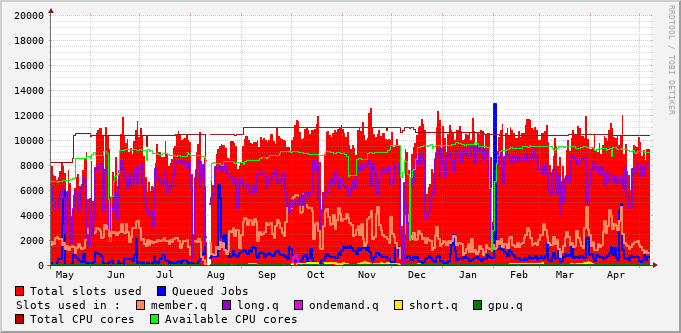 20000
18000
16000
14000
12000
10000
8000
6000
4000
2000
0
May Jun Jul Aug Sep Oct Nov Dec Jan Feb Mar Apr
Total slots used Queued Jobs
Slots used in : member.q long.q ondemand.q short.q gpu.q
Total CPU cores Available CPU cores
RRDTOOL / TOBI OETIKER